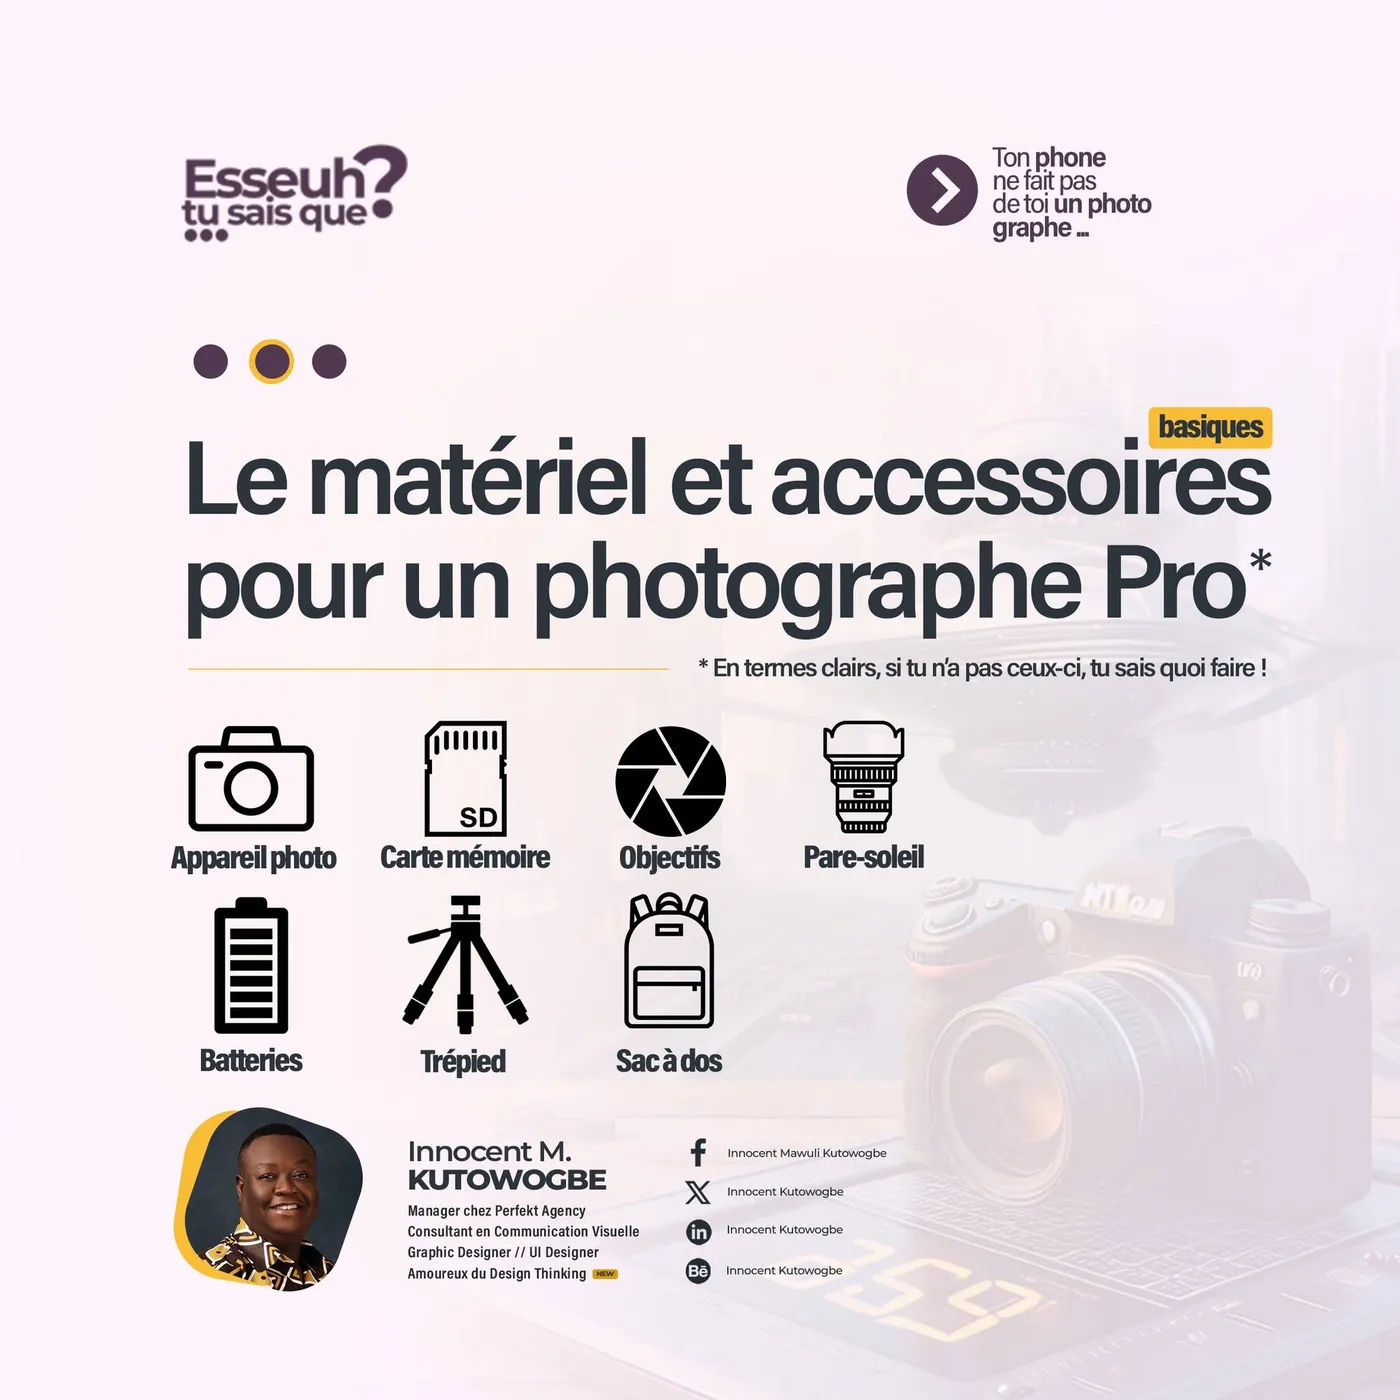 Esseuh?
tu sais que
...
Ton phone
ne fait pas
de toi un photo
graphe ...
basiques
Le matériel et accessoires
pour un photographe Pro*
* En termes clairs, si tu n'a pas ceux-ci, tu sais quoi faire !
SD
Appareil photo
Carte mémoire
Objectifs
Pare-soleil
Batteries
Trépied
Sac à dos
Innocent M.
KUTOWOGBE
Manager chez Perfekt Agency
Consultant en Communication Visuelle
Graphic Designer // UI Designer
Amoureux du Design Thinking NEW
Innocent Mawuli Kutowogbe
Innocent Kutowogbe
in Innocent Kutowogbe
Bē Innocent Kutowogbe